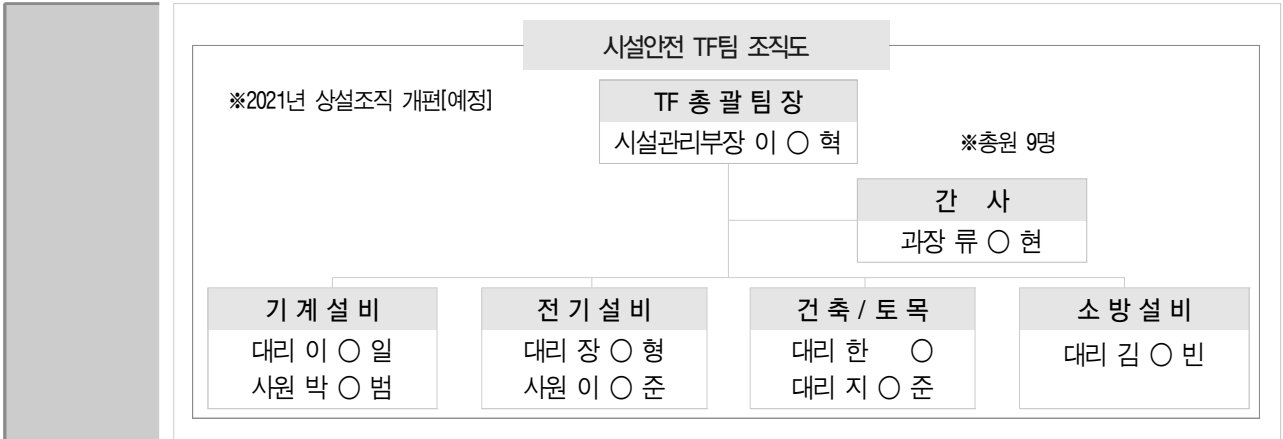 시설안전 TF팀 조직도
※2021년 상설조직 개편[예정]
TF 총 괄 팀 장
시설관리부장 이 ○ 혁
※총원 9명
간 사
과장 류 ○ 현
기 계 설 비
대리 이 ○ 일
사원 박 ○ 범
전 기 설 비
대리 장 ○ 형
사원 이 ○ 준
건 축 / 토 목
대리 한 ○
대리 지 ○ 준
소 방 설 비
대리 김 ○ 빈